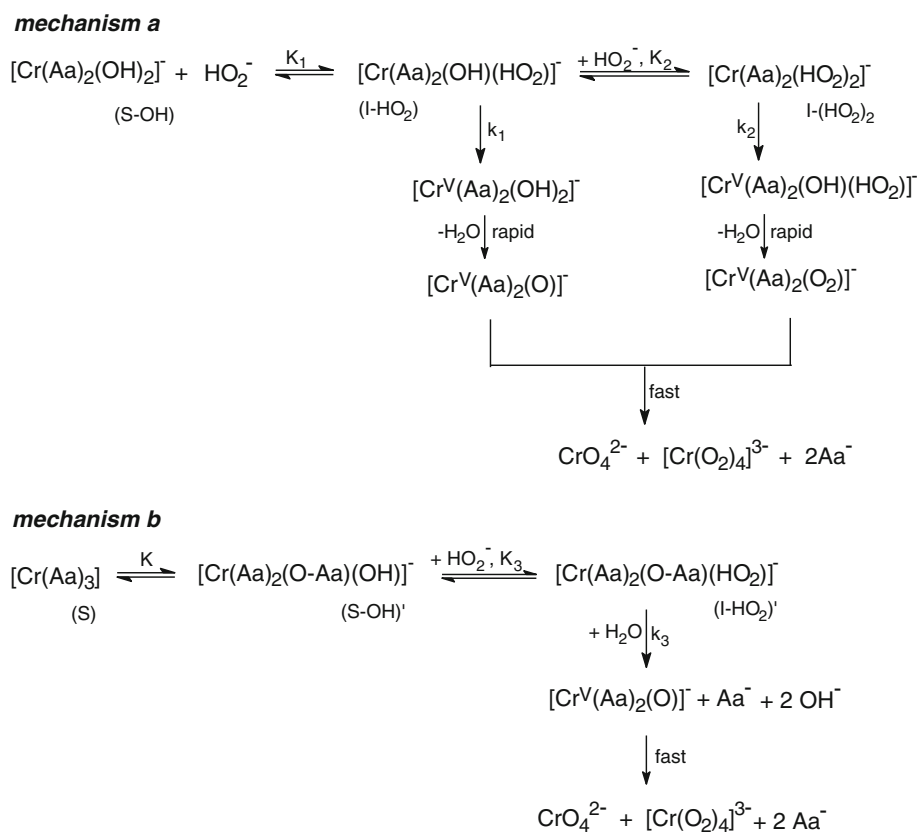 mechanism a
[Cr(Aa)₂(OH)₂]⁻ + HO₂⁻ K₁ [Cr(Aa)₂(OH)(HO₂)]⁻ + HO₂⁻, K₂ [Cr(Aa)₂(HO₂)₂]⁻
(S-OH) (I-HO₂) I-(HO₂)₂
k₁ k₂
[Crⱽ(Aa)₂(OH)₂]⁻ [Crⱽ(Aa)₂(OH)(HO₂)]⁻
-H₂O rapid -H₂O rapid
[Crⱽ(Aa)₂(O)]⁻ [Crⱽ(Aa)₂(O₂)]⁻
fast
CrO₄²⁻ + [Cr(O₂)₄]³⁻ + 2Aa⁻
mechanism b
[Cr(Aa)₃] K [Cr(Aa)₂(O-Aa)(OH)]⁻ + HO₂⁻, K₃ [Cr(Aa)₂(O-Aa)(HO₂)]⁻
(S) (S-OH)' (I-HO₂)'
+ H₂O k₃
[Crⱽ(Aa)₂(O)]⁻ + Aa⁻ + 2 OH⁻
fast
CrO₄²⁻ + [Cr(O₂)₄]³⁻ + 2 Aa⁻